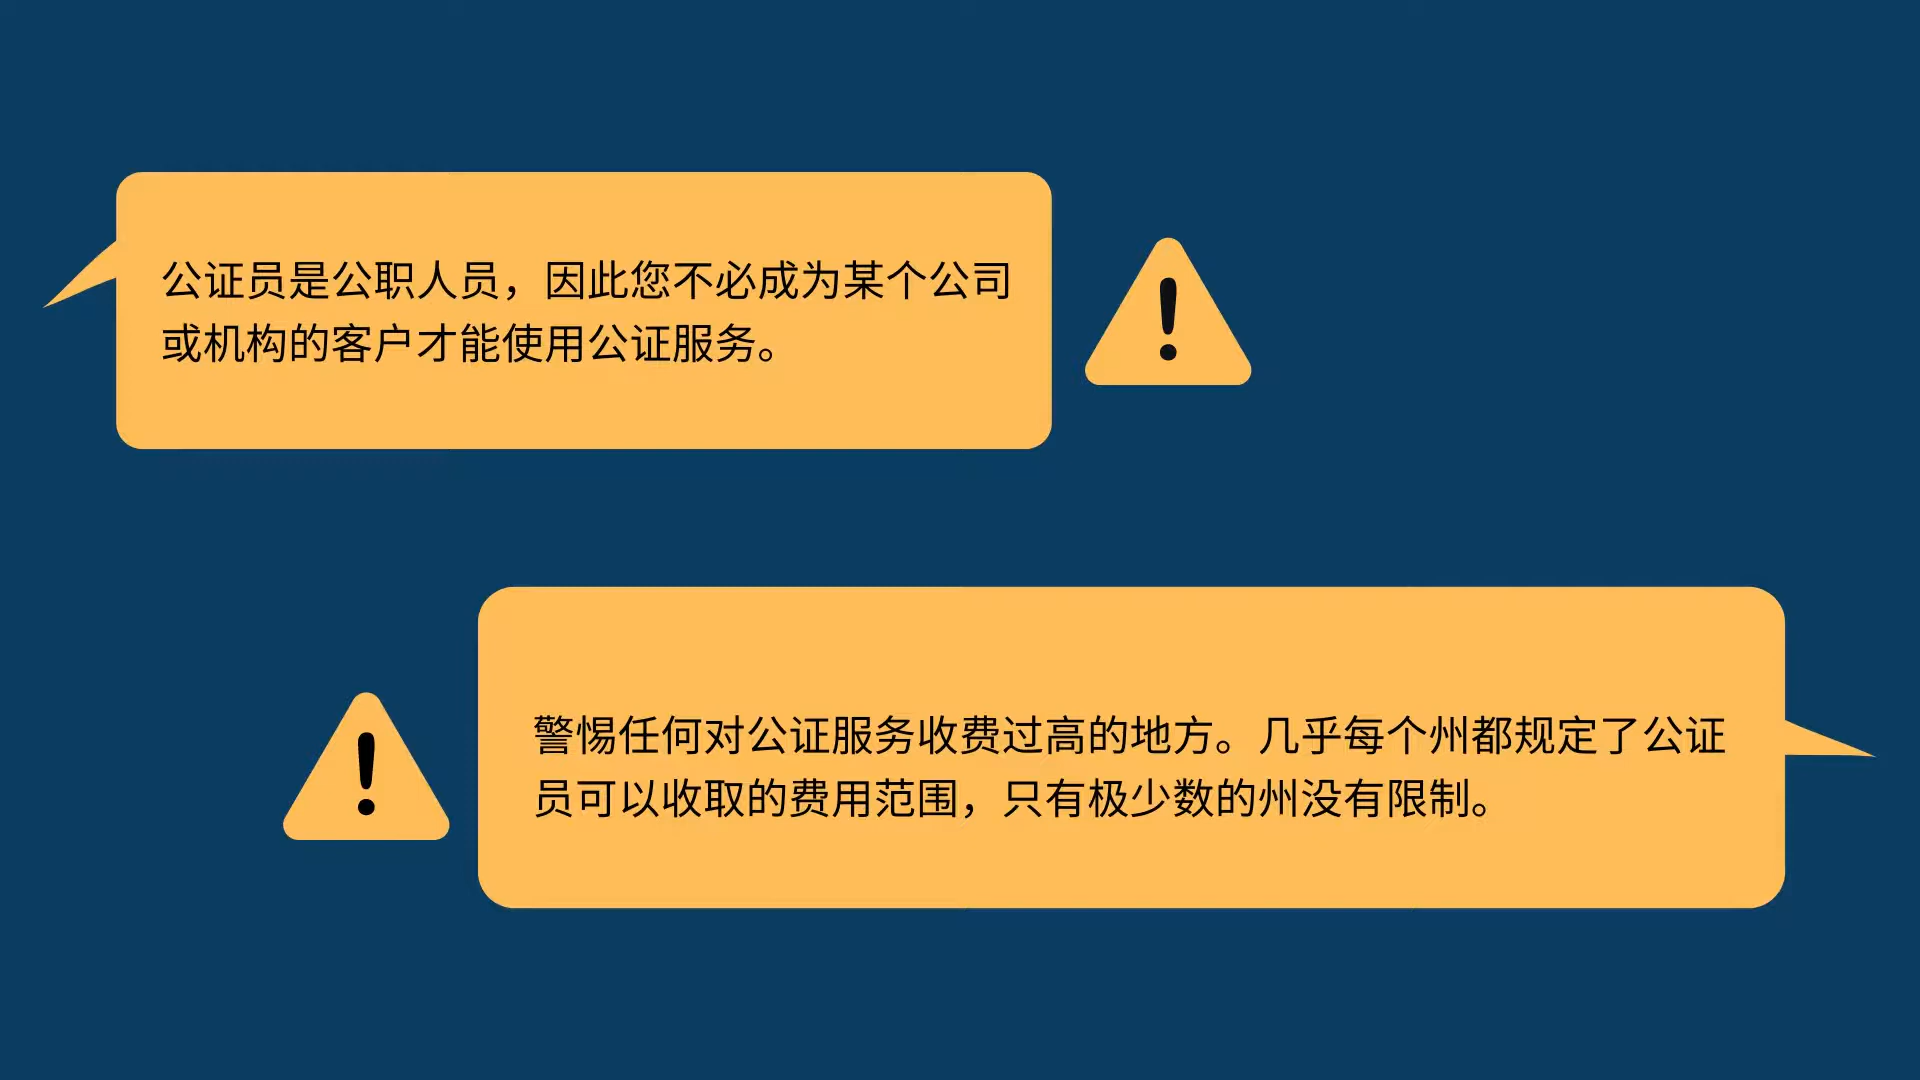 公证员是公职人员，因此您不必成为某个公司
或机构的客户才能使用公证服务。
警惕任何对公证服务收费过高的地方。几乎每个州都规定了公证
员可以收取的费用范围，只有极少数的州没有限制。